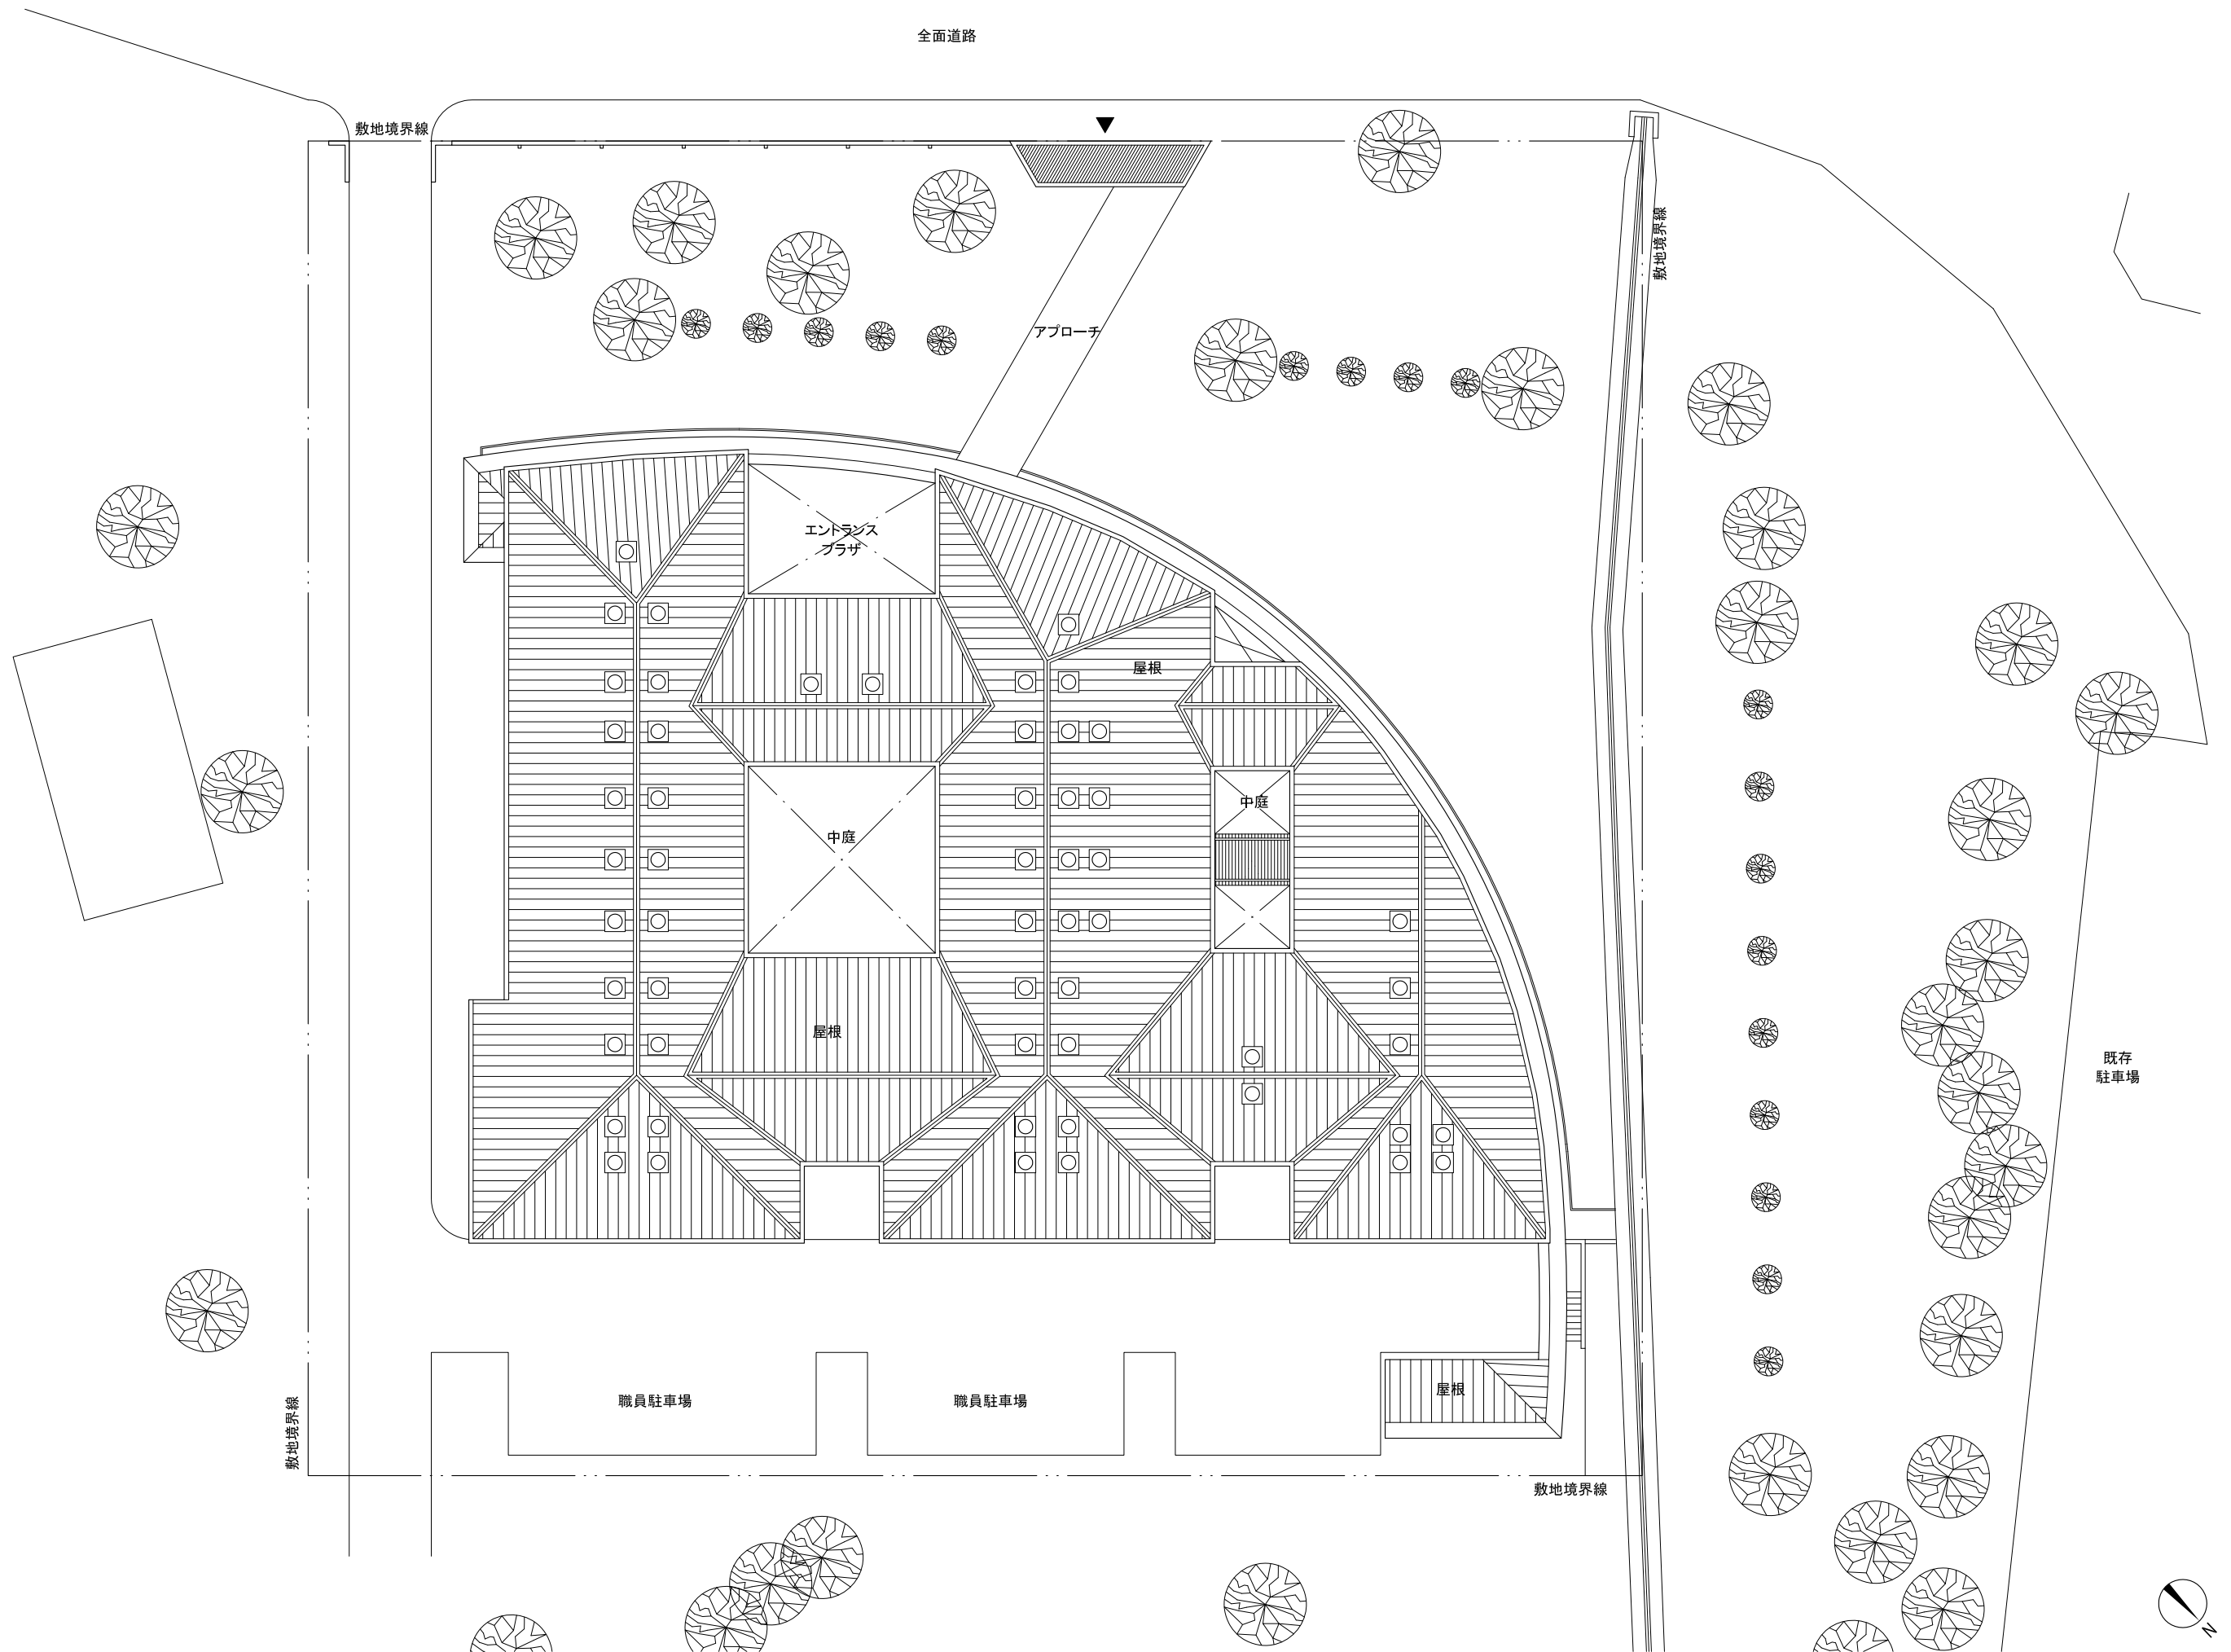 全面道路
敷地境界線
敷地境界線
アプローチ
エントランス
プラザ
屋根
中庭
中庭
屋根
既存
駐車場
屋根
職員駐車場
職員駐車場
敷地境界線
敷地境界線
N